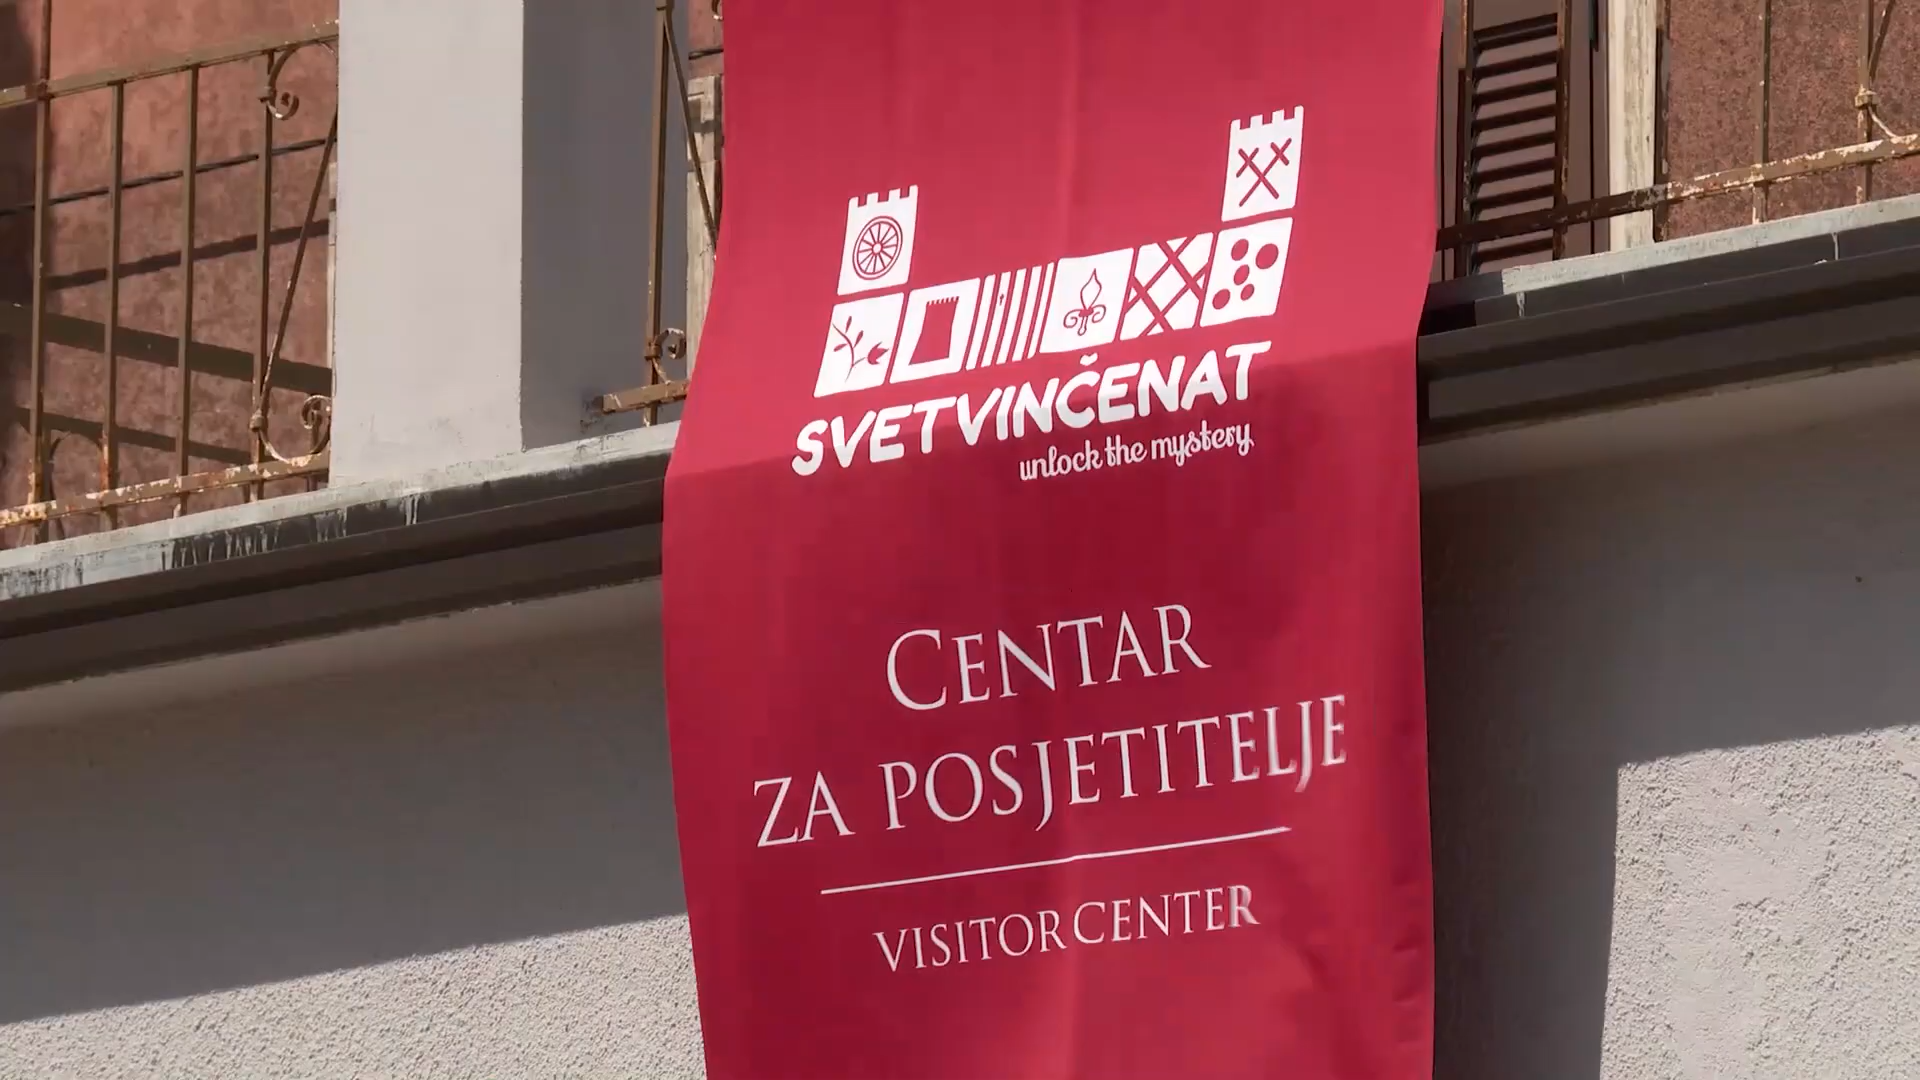 SVETVINČENAT
unlock the mystery
CENTAR
ZA POSJETITELJE
VISITOR CENTER